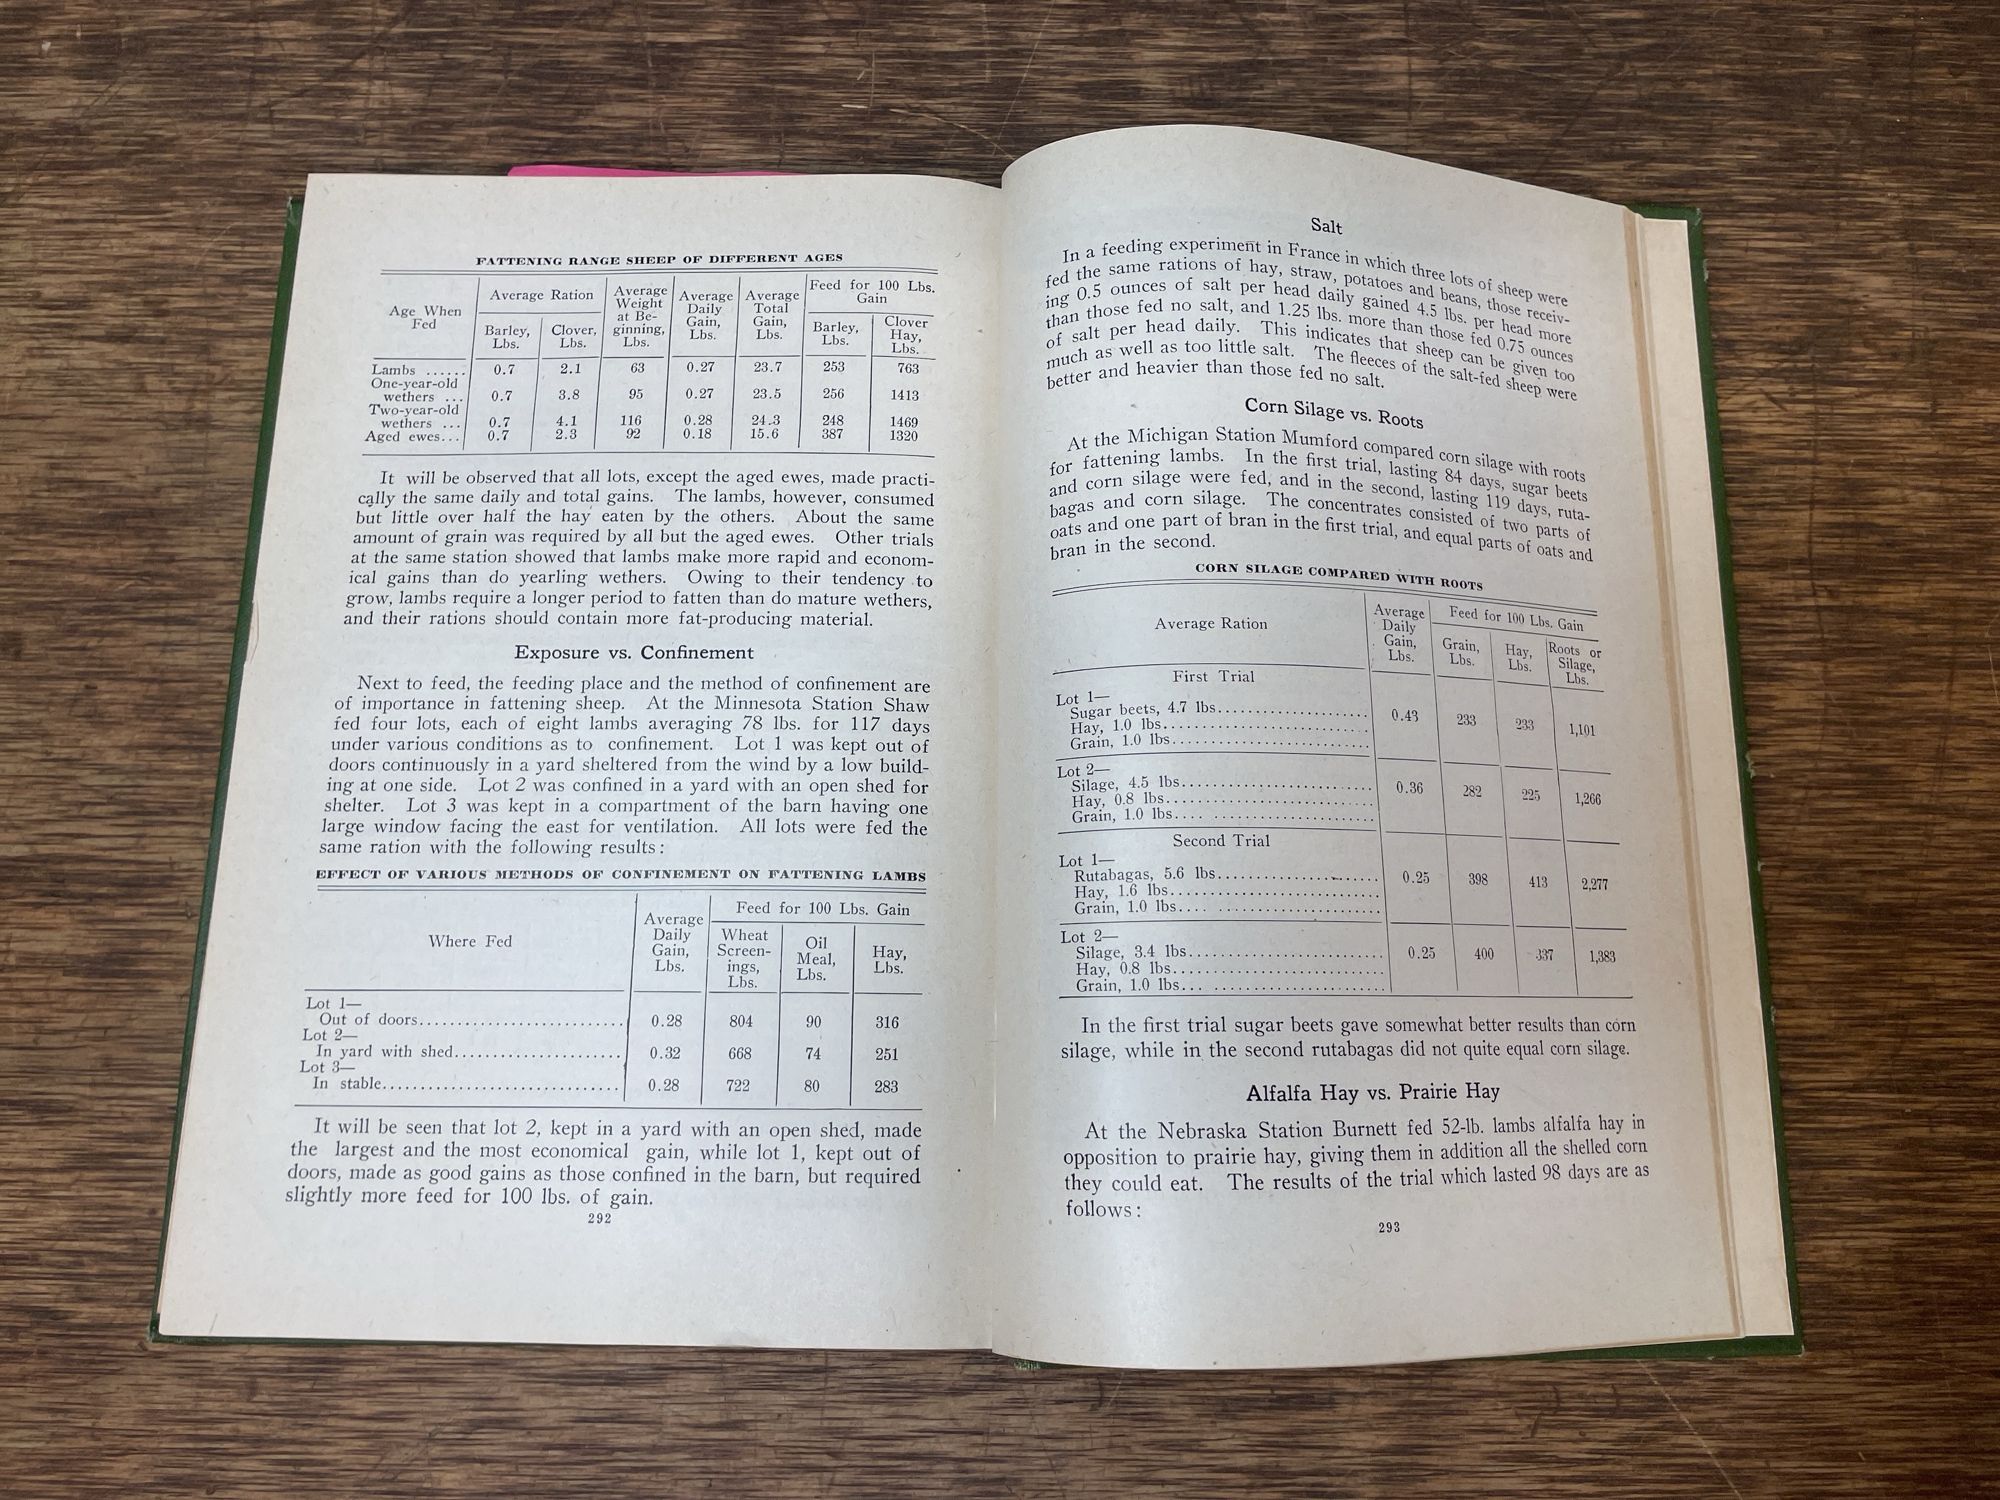 FATTENING RANGE SHEEP OF DIFFERENT AGES
Age When Fed | Average Ration | Average Weight at Be-ginning, Lbs. | Average Daily Gain, Lbs. | Average Total Gain, Lbs. | Feed for 100 Lbs. Gain
Barley, Lbs. | Clover, Lbs. | Barley, Lbs. | Clover Hay, Lbs.
Lambs ...... 0.7 2.1 63 0.27 23.7 253 763
One-year-old
wethers ... 0.7 3.8 95 0.27 23.5 256 1413
Two-year-old
wethers ... 0.7 4.1 116 0.28 24.3 248 1469
Aged ewes... 0.7 2.3 92 0.18 15.6 387 1320
It will be observed that all lots, except the aged ewes, made practi-
cally the same daily and total gains. The lambs, however, consumed
but little over half the hay eaten by the others. About the same
amount of grain was required by all but the aged ewes. Other trials
at the same station showed that lambs make more rapid and econom-
ical gains than do yearling wethers. Owing to their tendency to
grow, lambs require a longer period to fatten than do mature wethers,
and their rations should contain more fat-producing material.
Exposure vs. Confinement
Next to feed, the feeding place and the method of confinement are
of importance in fattening sheep. At the Minnesota Station Shaw
fed four lots, each of eight lambs averaging 78 lbs. for 117 days
under various conditions as to confinement. Lot 1 was kept out of
doors continuously in a yard sheltered from the wind by a low build-
ing at one side. Lot 2 was confined in a yard with an open shed for
shelter. Lot 3 was kept in a compartment of the barn having one
large window facing the east for ventilation. All lots were fed the
same ration with the following results:
EFFECT OF VARIOUS METHODS OF CONFINEMENT ON FATTENING LAMBS
Where Fed | Average Daily Gain, Lbs. | Feed for 100 Lbs. Gain
Wheat Screen-ings, Lbs. | Oil Meal, Lbs. | Hay, Lbs.
Lot 1—
Out of doors........................... 0.28 804 90 316
Lot 2—
In yard with shed...................... 0.32 668 74 251
Lot 3—
In stable............................... 0.28 722 80 283
It will be seen that lot 2, kept in a yard with an open shed, made
the largest and the most economical gain, while lot 1, kept out of
doors, made as good gains as those confined in the barn, but required
slightly more feed for 100 lbs. of gain.
292
Salt
In a feeding experiment in France in which three lots of sheep were
fed the same rations of hay, straw, potatoes and beans, those receiv-
ing 0.5 ounces of salt per head daily gained 4.5 lbs. per head more
than those fed no salt, and 1.25 lbs. more than those fed 0.75 ounces
of salt per head daily. This indicates that sheep can be given too
much as well as too little salt. The fleeces of the salt-fed sheep were
better and heavier than those fed no salt.
Corn Silage vs. Roots
At the Michigan Station Mumford compared corn silage with roots
for fattening lambs. In the first trial, lasting 84 days, sugar beets
and corn silage were fed, and in the second, lasting 119 days, ruta-
bagas and corn silage. The concentrates consisted of two parts of
oats and one part of bran in the first trial, and equal parts of oats and
bran in the second.
CORN SILAGE COMPARED WITH ROOTS
Average Ration | Average Daily Gain, Lbs. | Feed for 100 Lbs. Gain
Grain, Lbs. | Hay, Lbs. | Roots or Silage, Lbs.
First Trial
Lot 1—
Sugar beets, 4.7 lbs....................
Hay, 1.0 lbs........................... 0.43 233 233 1,101
Grain, 1.0 lbs..........................
Lot 2—
Silage, 4.5 lbs.........................
Hay, 0.8 lbs........................... 0.36 282 225 1,266
Grain, 1.0 lbs.... .....................
Second Trial
Lot 1—
Rutabagas, 5.6 lbs......................
Hay, 1.6 lbs........................... 0.25 398 413 2,277
Grain, 1.0 lbs.... .....................
Lot 2—
Silage, 3.4 lbs.........................
Hay, 0.8 lbs........................... 0.25 400 337 1,383
Grain, 1.0 lbs... ......................
In the first trial sugar beets gave somewhat better results than corn
silage, while in the second rutabagas did not quite equal corn silage.
Alfalfa Hay vs. Prairie Hay
At the Nebraska Station Burnett fed 52-lb. lambs alfalfa hay in
opposition to prairie hay, giving them in addition all the shelled corn
they could eat. The results of the trial which lasted 98 days are as
follows:
293